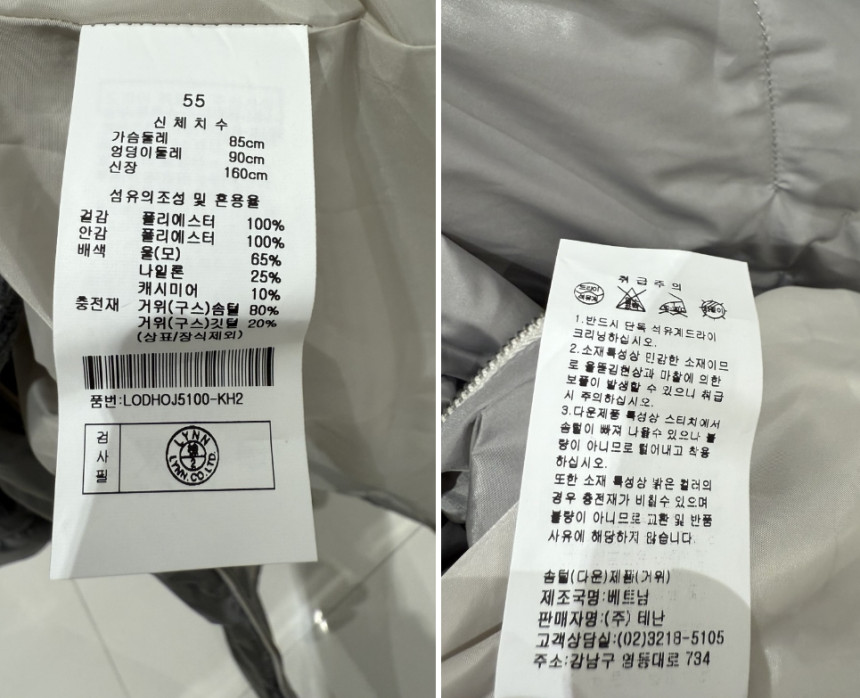 55
신체치수
가슴둘레 85cm
엉덩이둘레 90cm
신장 160cm
섬유의조성 및 혼용율
겉감 폴리에스터 100%
안감 폴리에스터 100%
배색 울(모) 65%
나일론 25%
캐시미어 10%
충전재 거위(구스)솜털 80%
거위(구스)깃털 20%
(상표/장식제외)
품번:LODHOJ5100-KH2
검사필
LYNN
2
LYNN.CO.LTD.
취급주의
드라이
석유계
1.반드시 단독 석유계드라이
크리닝하십시오.
2.소재특성상 민감한 소재이므
로 올뜯김현상과 마찰에 의한
보풀이 발생할 수 있으니 취급
시 주의하십시오.
3.다운제품 특성상 스티치에서
솜털이 빠져 나올수 있으나 불
량이 아니므로 털어내고 착용
하십시오.
또한 소재 특성상 밝은 컬러의
경우 충전재가 비칠수 있으며
불량이 아니므로 교환 및 반품
사유에 해당하지 않습니다.
솜털(다운)제품(거위)
제조국명:베트남
판매자명:(주) 테난
고객상담실:(02)3218-5105
주소:강남구 영동대로 734